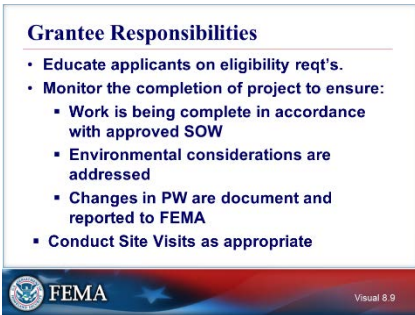 Grantee Responsibilities
• Educate applicants on eligibility reqt's.
• Monitor the completion of project to ensure:
▪ Work is being complete in accordance
with approved SOW
▪ Environmental considerations are
addressed
▪ Changes in PW are document and
reported to FEMA
▪ Conduct Site Visits as appropriate
FEMA
Visual 8.9